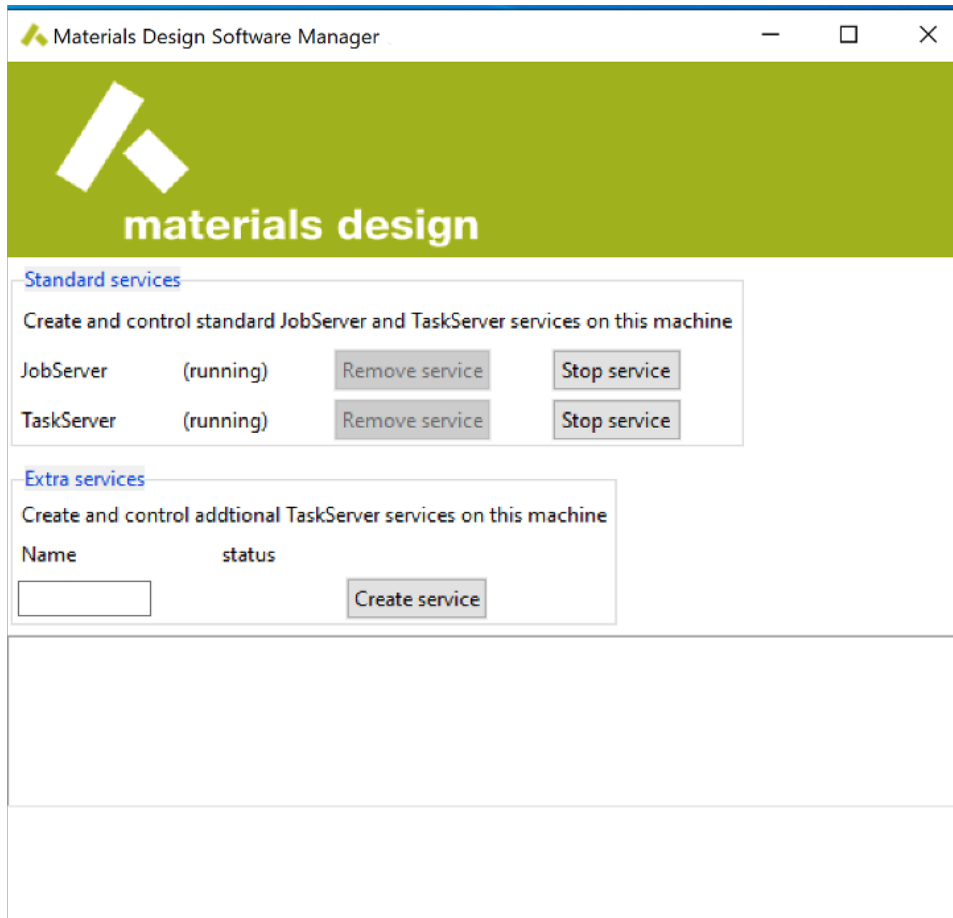 Materials Design Software Manager
materials design
Standard services
Create and control standard JobServer and TaskServer services on this machine
JobServer (running) Remove service Stop service
TaskServer (running) Remove service Stop service
Extra services
Create and control addtional TaskServer services on this machine
Name status
Create service